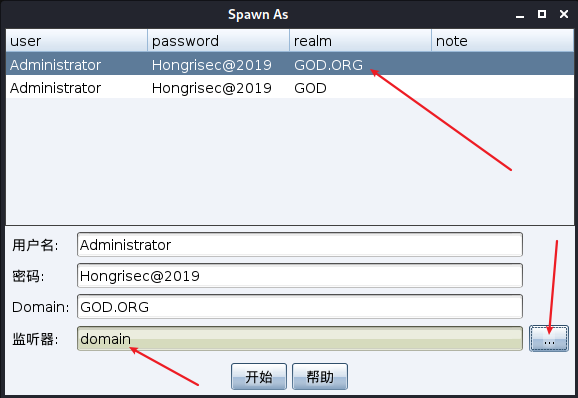 Spawn As
user password realm note
Administrator Hongrisec@2019 GOD.ORG
Administrator Hongrisec@2019 GOD
用户名: Administrator
密码: Hongrisec@2019
Domain: GOD.ORG
监听器: domain ...
开始 帮助